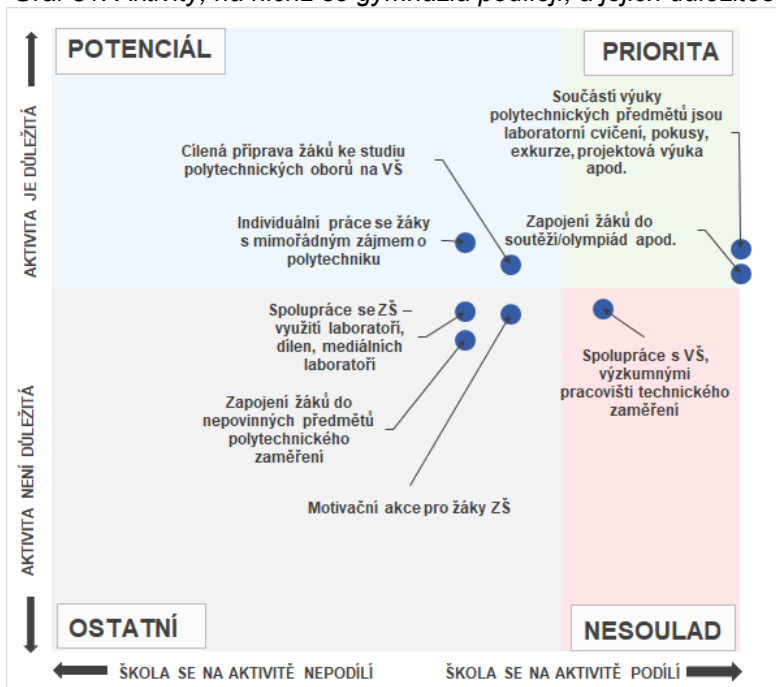 POTENCIÁL
PRIORITA
Součástí výuky
polytechnických předmětů jsou
laboratorní cvičení, pokusy,
exkurze, projektová výuka
apod.
Cílená příprava žáků ke studiu
polytechnických oborů na VŠ
Individuální práce se žáky
s mimořádným zájmem o
polytechniku
Zapojení žáků do
soutěží/olympiád apod.
Spolupráce se ZŠ –
využití laboratoří,
dílen, mediálních
laboratoří
Spolupráce s VŠ,
výzkumnými
pracovišti technického
zaměření
Zapojení žáků do
nepovinných předmětů
polytechnického
zaměření
Motivační akce pro žáky ZŠ
OSTATNÍ
NESOULAD
AKTIVITA JE DŮLEŽITÁ
AKTIVITA NENÍ DŮLEŽITÁ
ŠKOLA SE NA AKTIVITĚ NEPODÍLÍ
ŠKOLA SE NA AKTIVITĚ PODÍLÍ